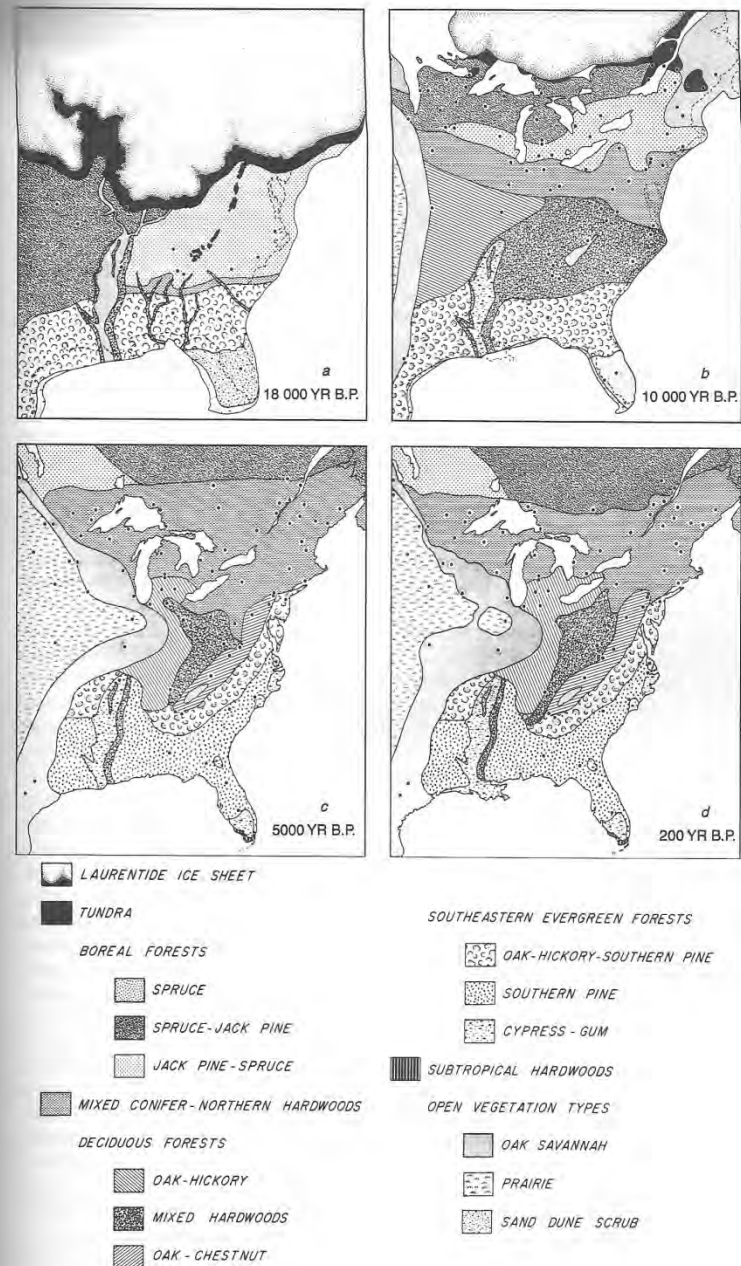 a
18 000 YR B.P.
b
10 000 YR B.P.
c
5000 YR B.P.
d
200 YR B.P.
LAURENTIDE ICE SHEET
TUNDRA
BOREAL FORESTS
SPRUCE
SPRUCE-JACK PINE
JACK PINE-SPRUCE
MIXED CONIFER-NORTHERN HARDWOODS
DECIDUOUS FORESTS
OAK-HICKORY
MIXED HARDWOODS
OAK-CHESTNUT
SOUTHEASTERN EVERGREEN FORESTS
OAK-HICKORY-SOUTHERN PINE
SOUTHERN PINE
CYPRESS-GUM
SUBTROPICAL HARDWOODS
OPEN VEGETATION TYPES
OAK SAVANNAH
PRAIRIE
SAND DUNE SCRUB